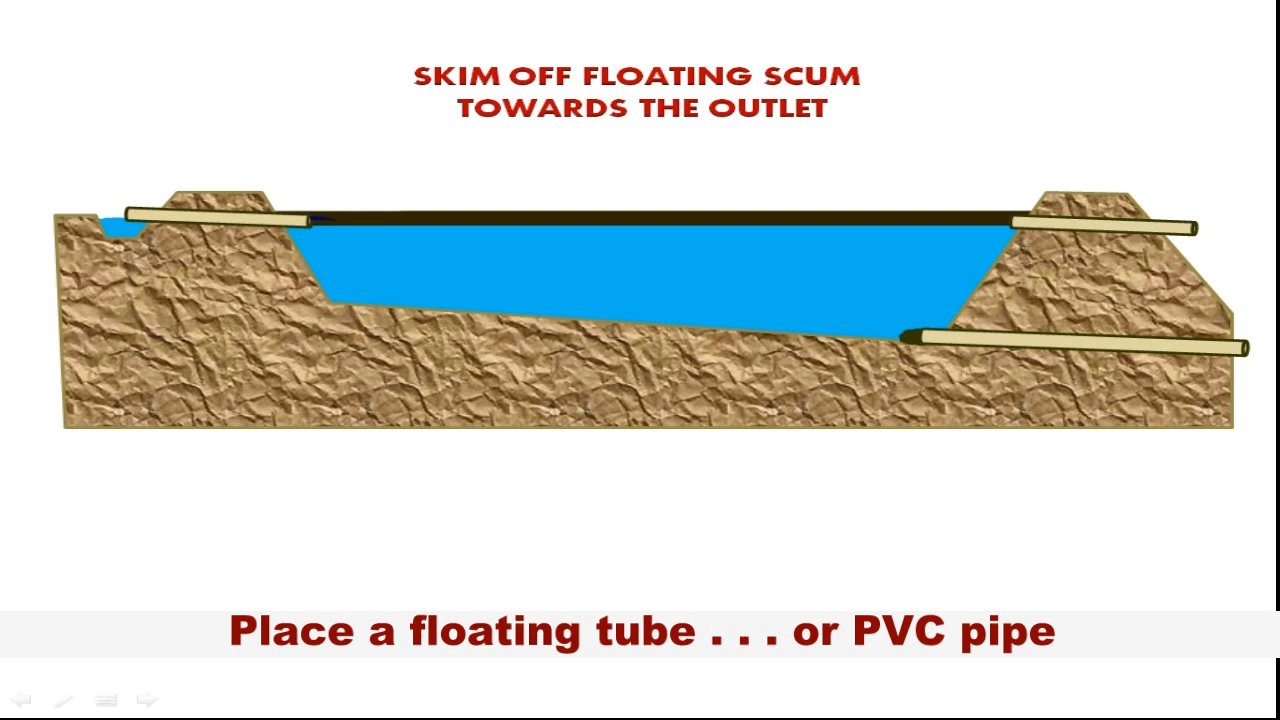 SKIM OFF FLOATING SCUM
TOWARDS THE OUTLET
Place a floating tube . . . or PVC pipe